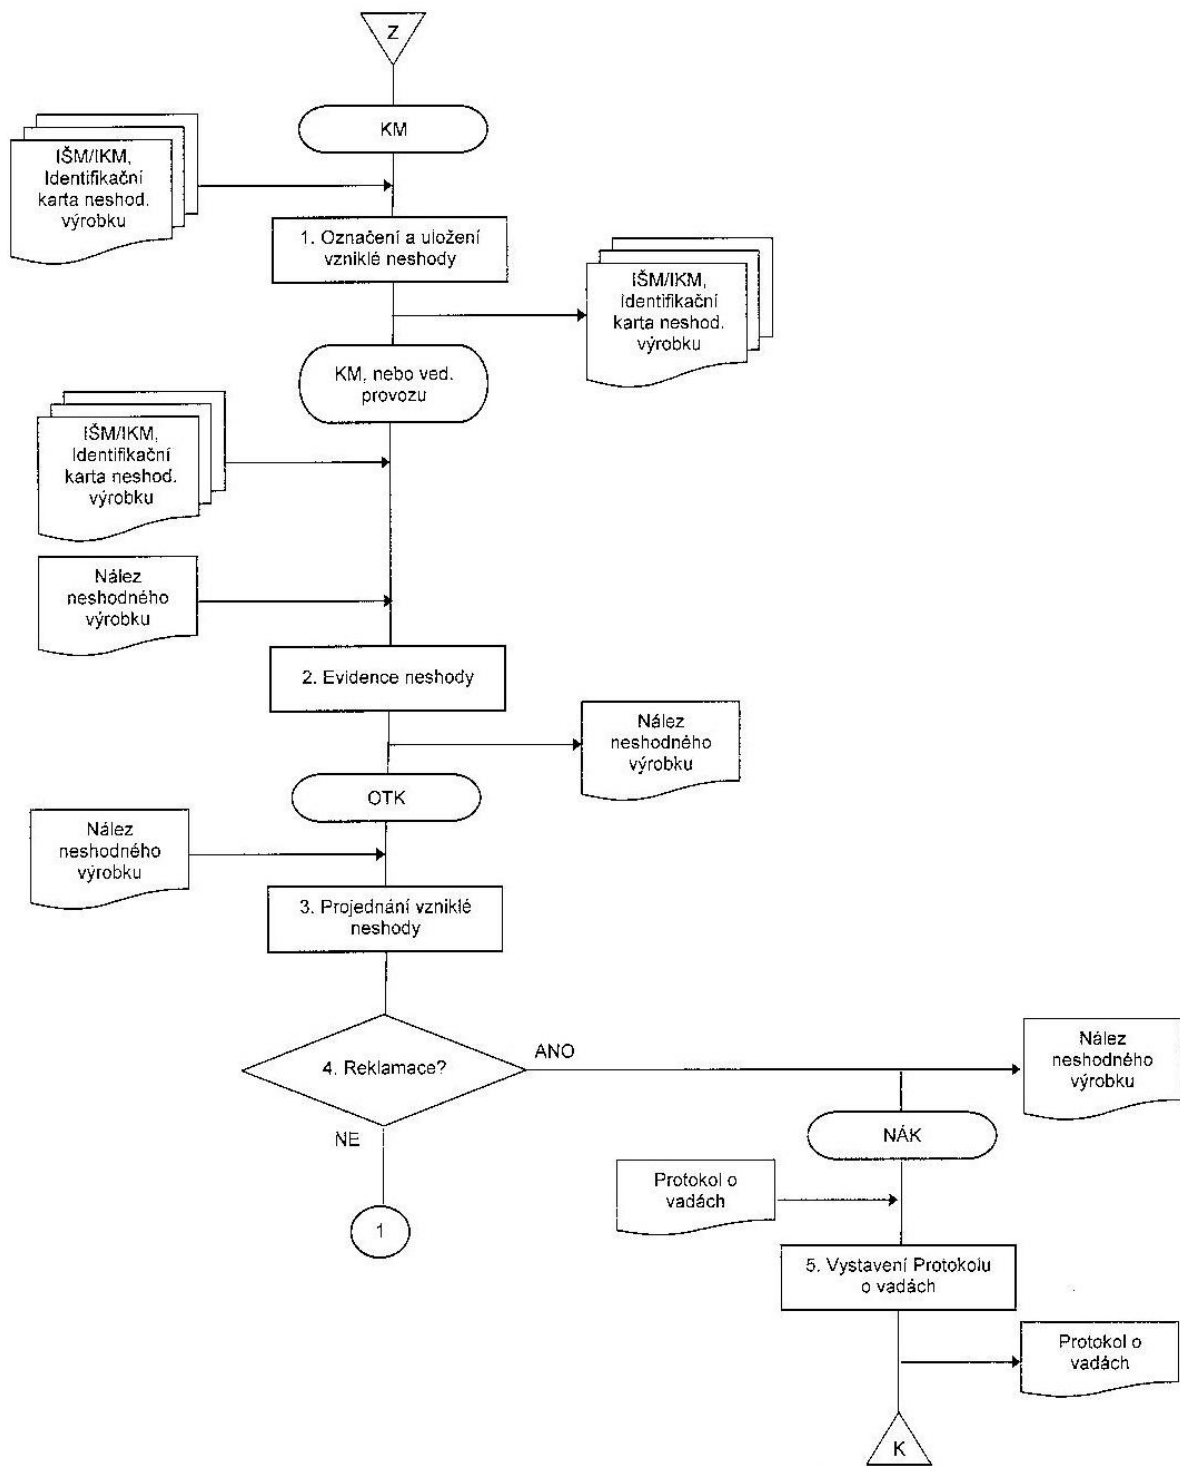 Z
KM
IŠM/IKM,
Identifikační
karta neshod.
výrobku
1. Označení a uložení
vzniklé neshody
IŠM/IKM,
Identifikační
karta neshod.
výrobku
KM, nebo ved.
provozu
IŠM/IKM,
Identifikační
karta neshod.
výrobku
Nález
neshodného
výrobku
2. Evidence neshody
Nález
neshodného
výrobku
OTK
Nález
neshodného
výrobku
3. Projednání vzniklé
neshody
4. Reklamace?
ANO
Nález
neshodného
výrobku
NE
NÁK
Protokol o
vadách
1
5. Vystavení Protokolu
o vadách
Protokol o
vadách
K